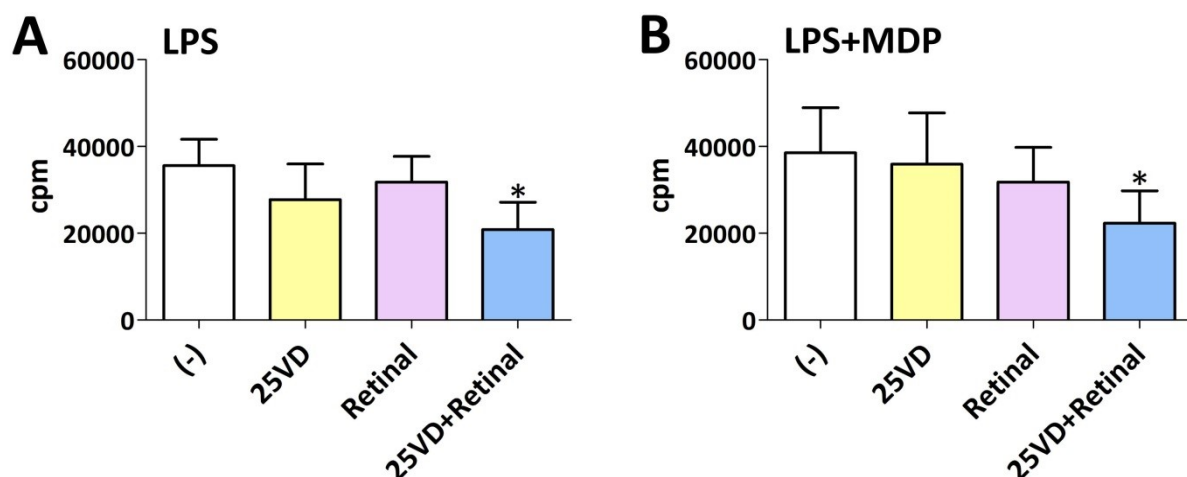 A LPS
60000
40000
20000
0
cpm
*
(-)
25VD
Retinal
25VD+Retinal
B LPS+MDP
60000
40000
20000
0
cpm
*
(-)
25VD
Retinal
25VD+Retinal